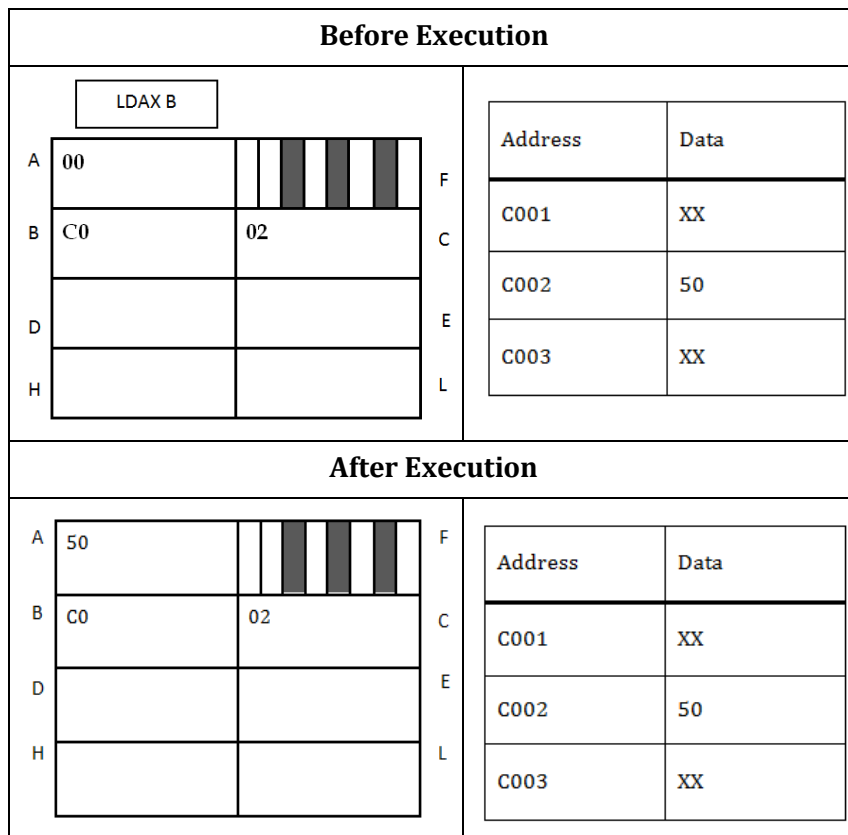 Before Execution
LDAX B
A 00 F
B C0 02 C
D E
H L
Address Data
C001 XX
C002 50
C003 XX
After Execution
A 50 F
B C0 02 C
D E
H L
Address Data
C001 XX
C002 50
C003 XX